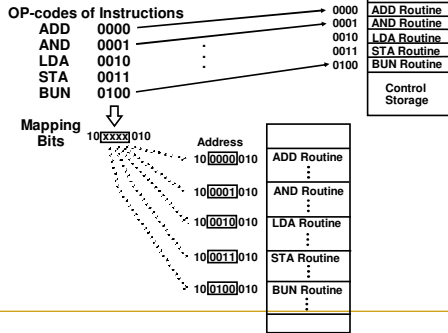 OP-codes of Instructions
ADD 0000
AND 0001
LDA 0010
STA 0011
BUN 0100
0000 ADD Routine
0001 AND Routine
0010 LDA Routine
0011 STA Routine
0100 BUN Routine
Control
Storage
Mapping
Bits
10 xxxx 010
Address
10 0000 010 ADD Routine
10 0001 010 AND Routine
10 0010 010 LDA Routine
10 0011 010 STA Routine
10 0100 010 BUN Routine